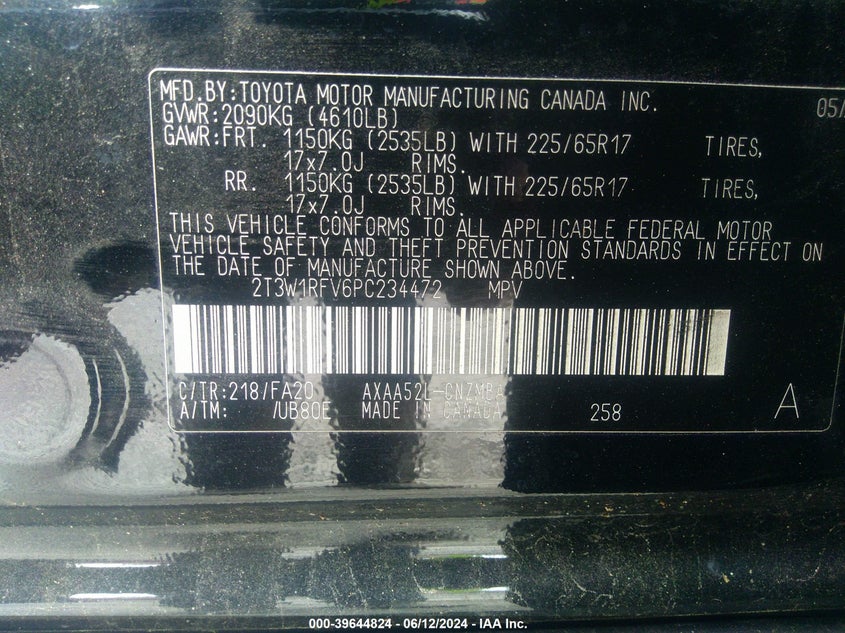 MFD.BY:TOYOTA MOTOR MANUFACTURING CANADA INC. 05/
GVWR:2090KG (4610LB)
GAWR:FRT. 1150KG (2535LB) WITH 225/65R17 TIRES,
17x7.0J RIMS.
RR. 1150KG (2535LB) WITH 225/65R17 TIRES,
17x7.0J RIMS.
THIS VEHICLE CONFORMS TO ALL APPLICABLE FEDERAL MOTOR
VEHICLE SAFETY AND THEFT PREVENTION STANDARDS IN EFFECT ON
THE DATE OF MANUFACTURE SHOWN ABOVE.
2T3W1RFV6PC234472 MPV
C/TR:218/FA20 AXAA52L-CNZMBA
A/TM: /UB80E MADE IN CANADA 258 A
000-39644824 - 06/12/2024 - IAA Inc.